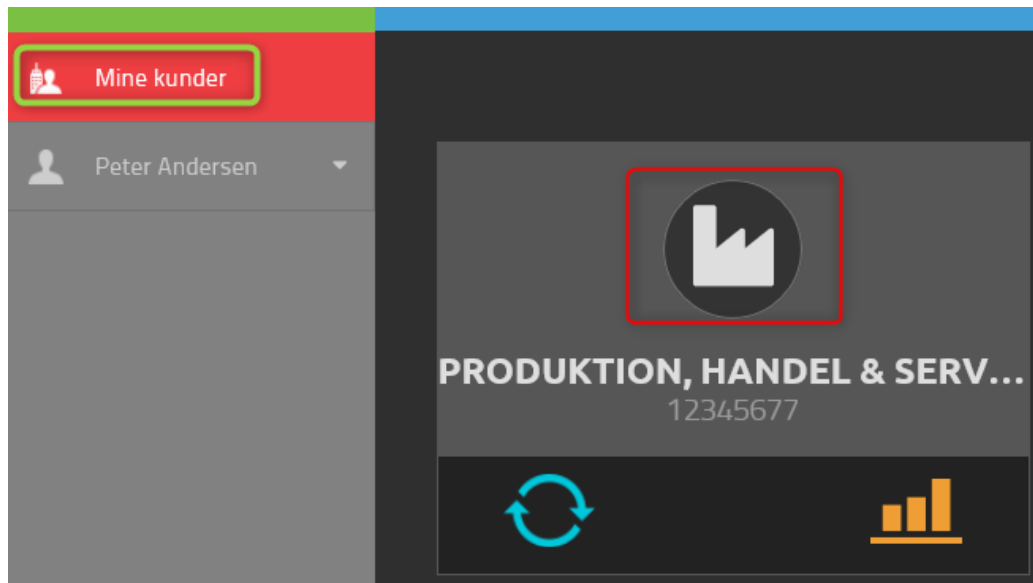 Mine kunder
Peter Andersen
PRODUKTION, HANDEL & SERV...
12345677